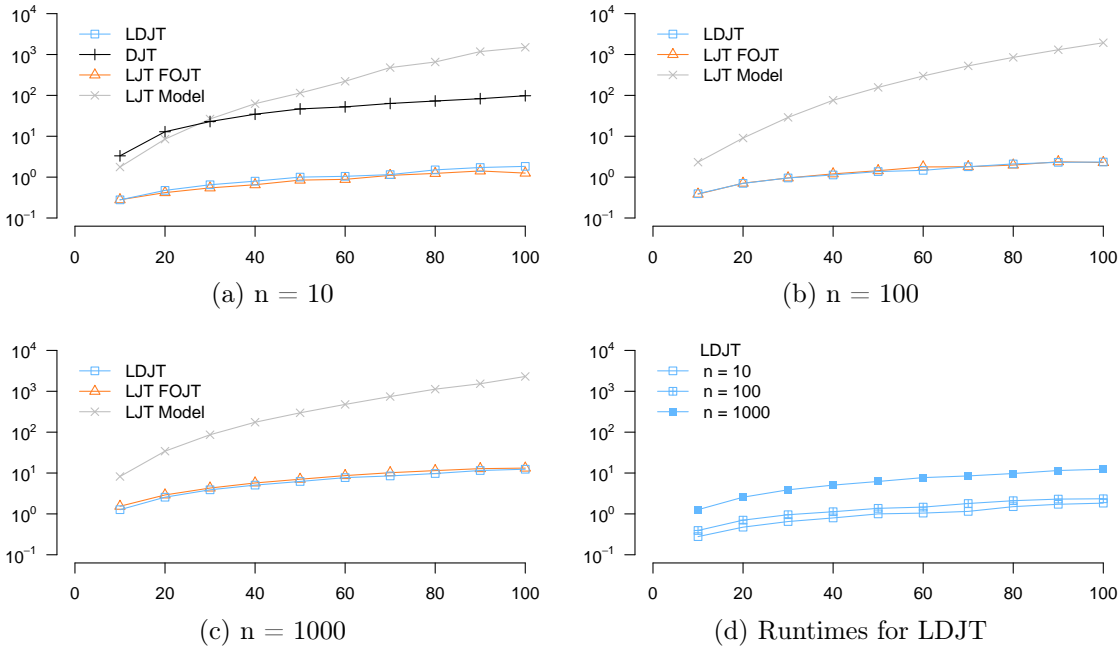 10^4
10^3
10^2
10^1
10^0
10^−1
LDJT
DJT
LJT FOJT
LJT Model
0 20 40 60 80 100
(a) n = 10
10^4
10^3
10^2
10^1
10^0
10^−1
LDJT
LJT FOJT
LJT Model
0 20 40 60 80 100
(b) n = 100
10^4
10^3
10^2
10^1
10^0
10^−1
LDJT
LJT FOJT
LJT Model
0 20 40 60 80 100
(c) n = 1000
10^4
10^3
10^2
10^1
10^0
10^−1
LDJT
n = 10
n = 100
n = 1000
0 20 40 60 80 100
(d) Runtimes for LDJT